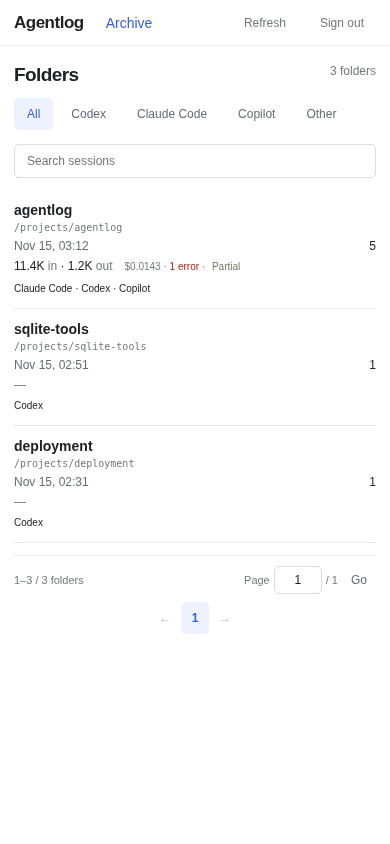 Agentlog Archive Refresh Sign out
Folders 3 folders
All Codex Claude Code Copilot Other
Search sessions
agentlog
/projects/agentlog
Nov 15, 03:12 5
11.4K in · 1.2K out $0.0143 · 1 error · Partial
Claude Code · Codex · Copilot
sqlite-tools
/projects/sqlite-tools
Nov 15, 02:51 1
—
Codex
deployment
/projects/deployment
Nov 15, 02:31 1
—
Codex
1–3 / 3 folders Page 1 / 1 Go
← 1 →